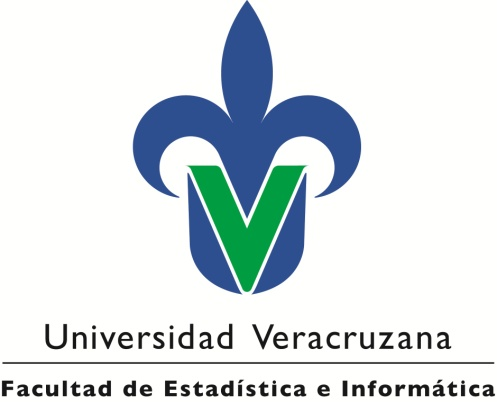 Universidad Veracruzana
Facultad de Estadística e Informática